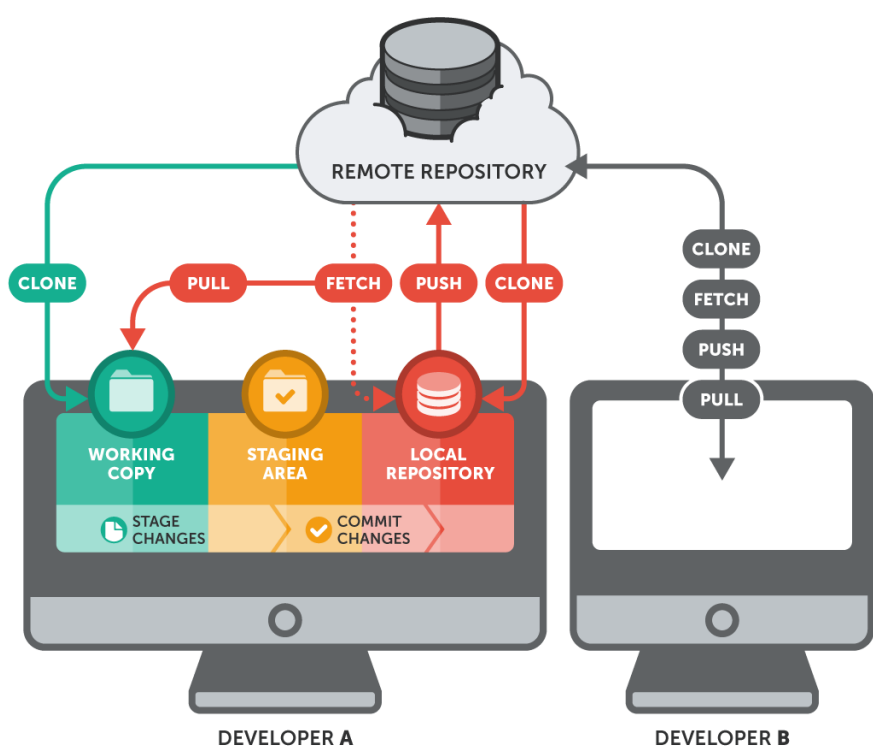 REMOTE REPOSITORY
CLONE
PULL
FETCH
PUSH
CLONE
CLONE
FETCH
PUSH
PULL
WORKING
COPY
STAGING
AREA
LOCAL
REPOSITORY
STAGE
CHANGES
COMMIT
CHANGES
DEVELOPER A
DEVELOPER B